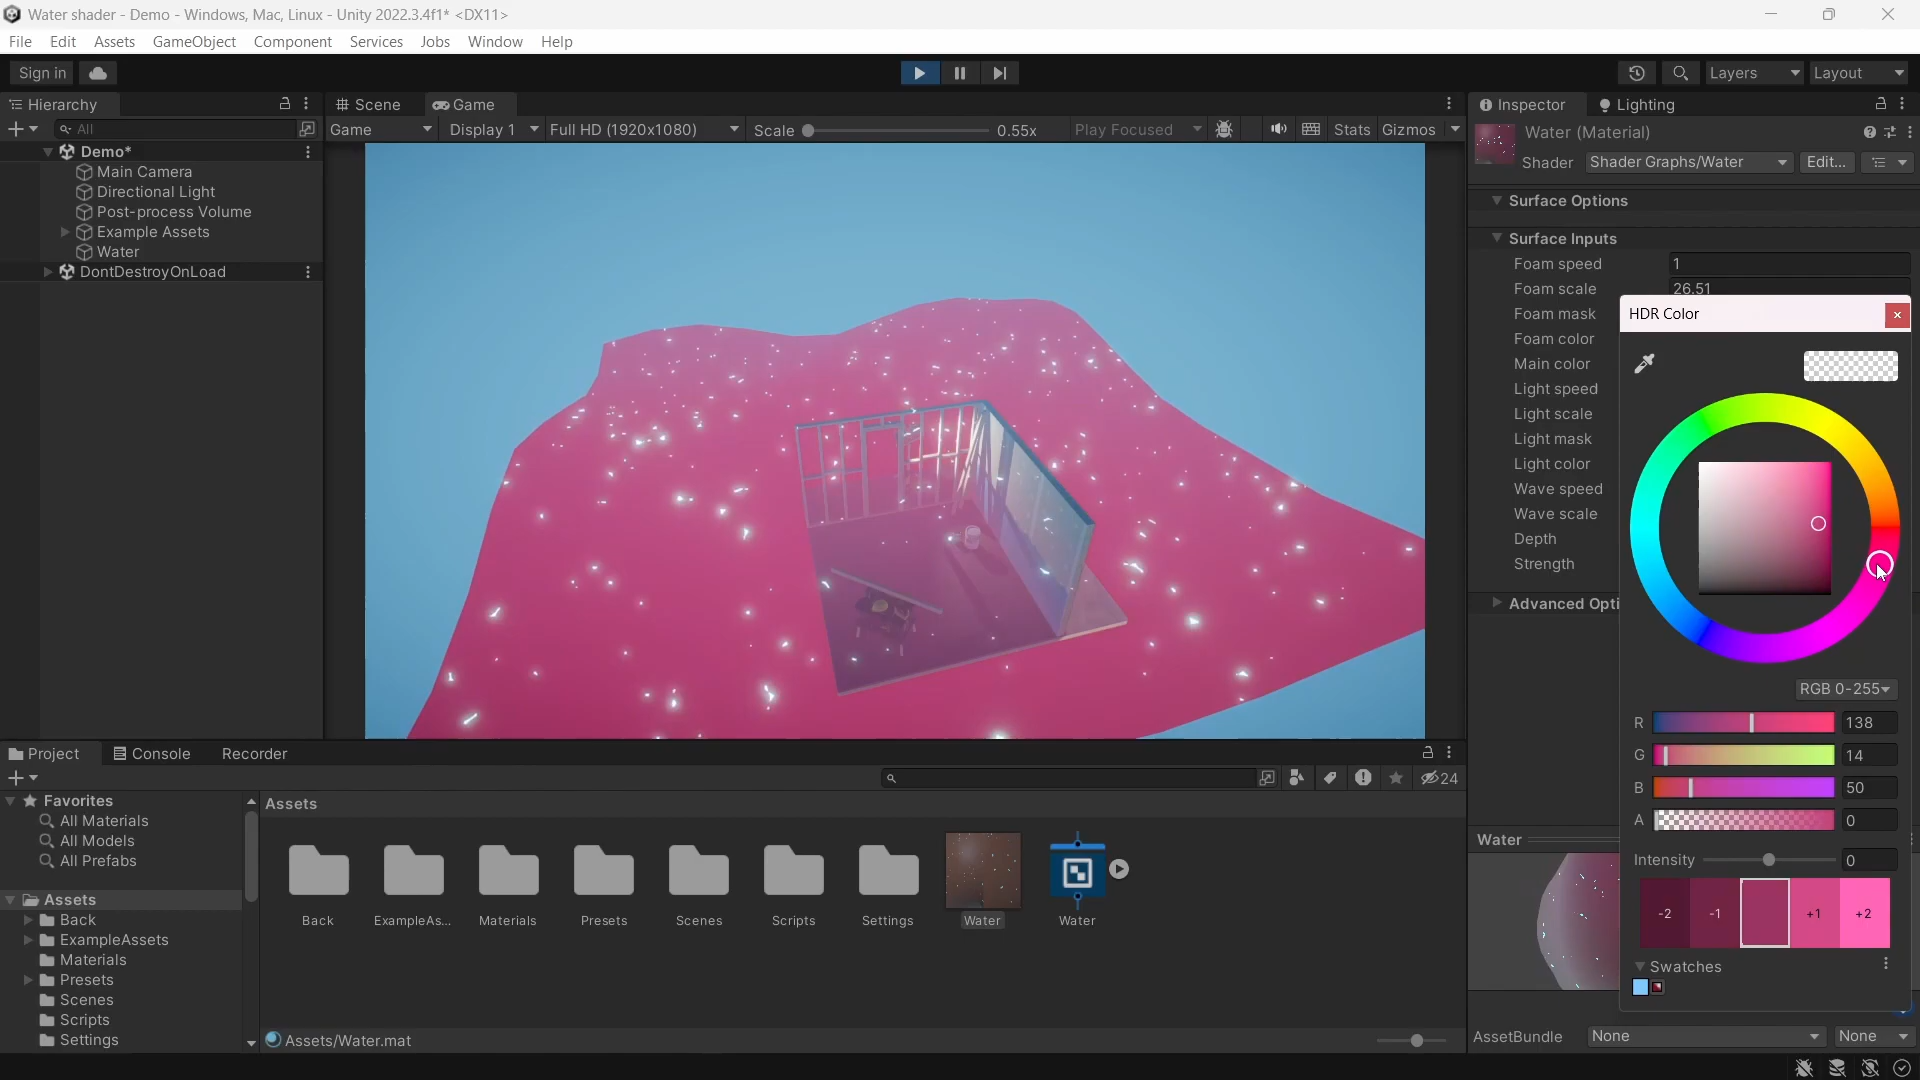 Water shader - Demo - Windows, Mac, Linux - Unity 2022.3.4f1* <DX11>
File Edit Assets GameObject Component Services Jobs Window Help
Sign in
Layers
Layout
Hierarchy
All
Demo*
Main Camera
Directional Light
Post-process Volume
Example Assets
Water
DontDestroyOnLoad
Scene
Game
Game
Display 1
Full HD (1920x1080)
Scale
0.55x
Play Focused
Stats
Gizmos
Inspector
Lighting
Water (Material)
Shader
Shader Graphs/Water
Edit...
Surface Options
Surface Inputs
Foam speed
1
Foam scale
26.51
Foam mask
Foam color
Main color
Light speed
Light scale
Light mask
Light color
Wave speed
Wave scale
Depth
Strength
Advanced Opti
HDR Color
RGB 0-255
R
138
G
14
B
50
A
0
Intensity
0
-2
-1
+1
+2
Swatches
Water
AssetBundle
None
None
Project
Console
Recorder
24
Favorites
All Materials
All Models
All Prefabs
Assets
Back
ExampleAssets
Materials
Presets
Scenes
Scripts
Settings
Assets
Back
ExampleAs...
Materials
Presets
Scenes
Scripts
Settings
Water
Water
Assets/Water.mat